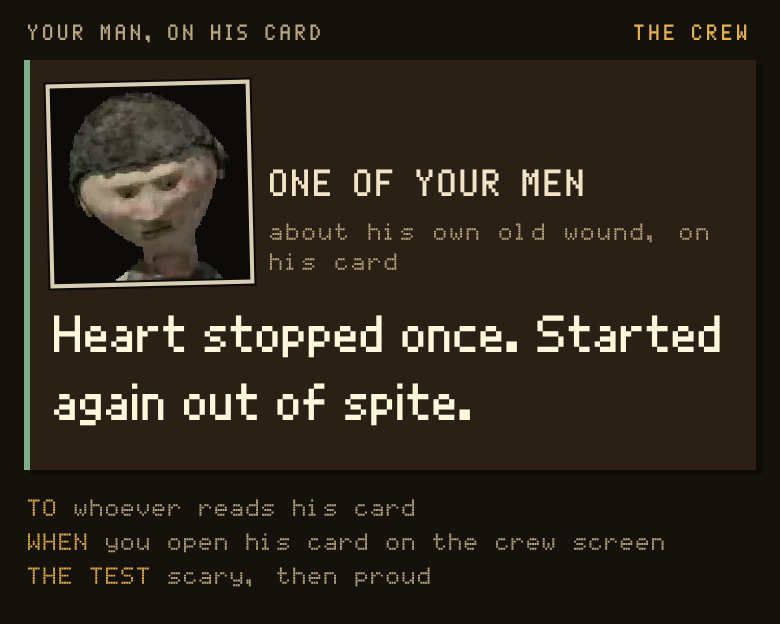 YOUR MAN, ON HIS CARD
THE CREW
ONE OF YOUR MEN
about his own old wound, on
his card
Heart stopped once. Started
again out of spite.
TO whoever reads his card
WHEN you open his card on the crew screen
THE TEST scary, then proud